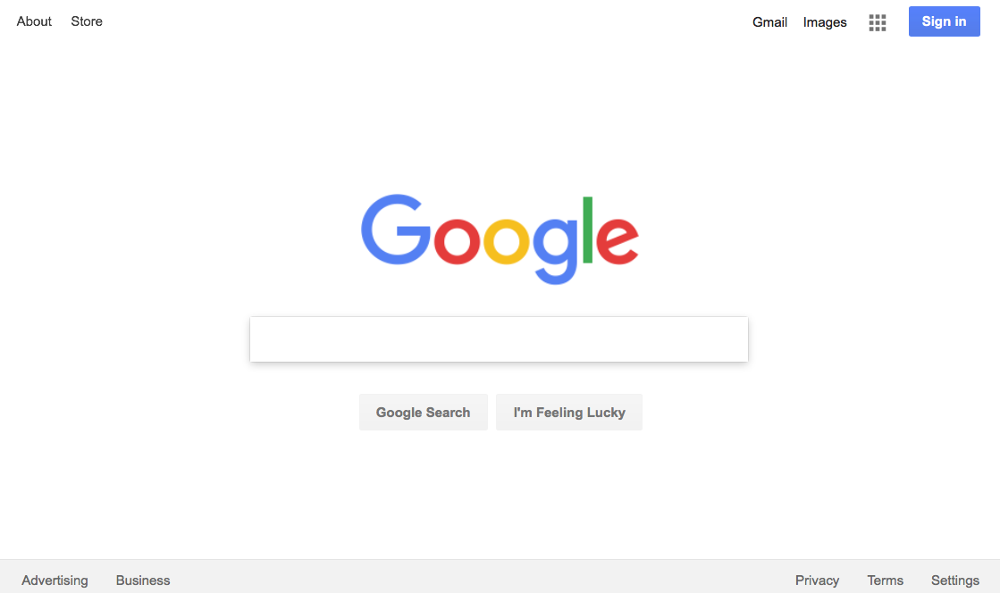 About Store Gmail Images Sign in
Google
Google Search I'm Feeling Lucky
Advertising Business Privacy Terms Settings